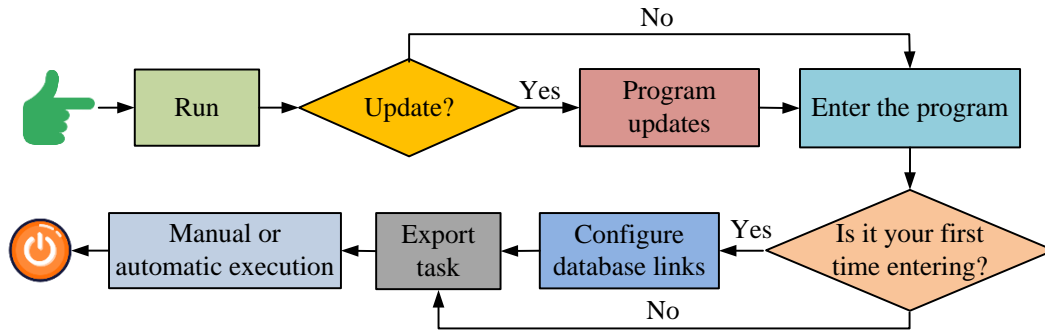 No
Run
Update?
Yes
Program
updates
Enter the program
Is it your first
time entering?
Yes
Configure
database links
Export
task
Manual or
automatic execution
No